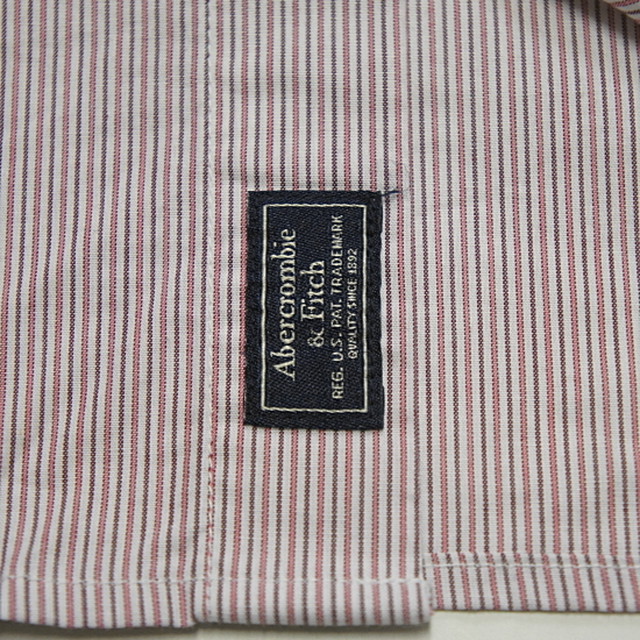 Abercrombie
& Fitch
REG. U.S. PAT. TRADEMARK
QUALITY SINCE 1892